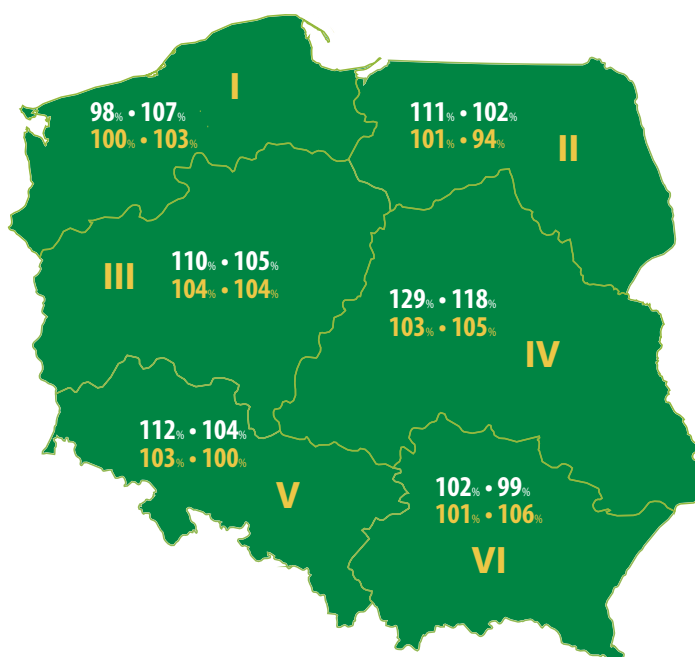 I
98% • 107%
100% • 103%
111% • 102%
101% • 94%
II
III
110% • 105%
104% • 104%
129% • 118%
103% • 105%
IV
112% • 104%
103% • 100%
V
102% • 99%
101% • 106%
VI